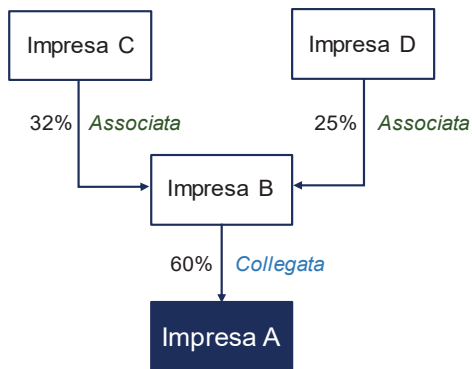 Impresa C
Impresa D
32% Associata
25% Associata
Impresa B
60% Collegata
Impresa A